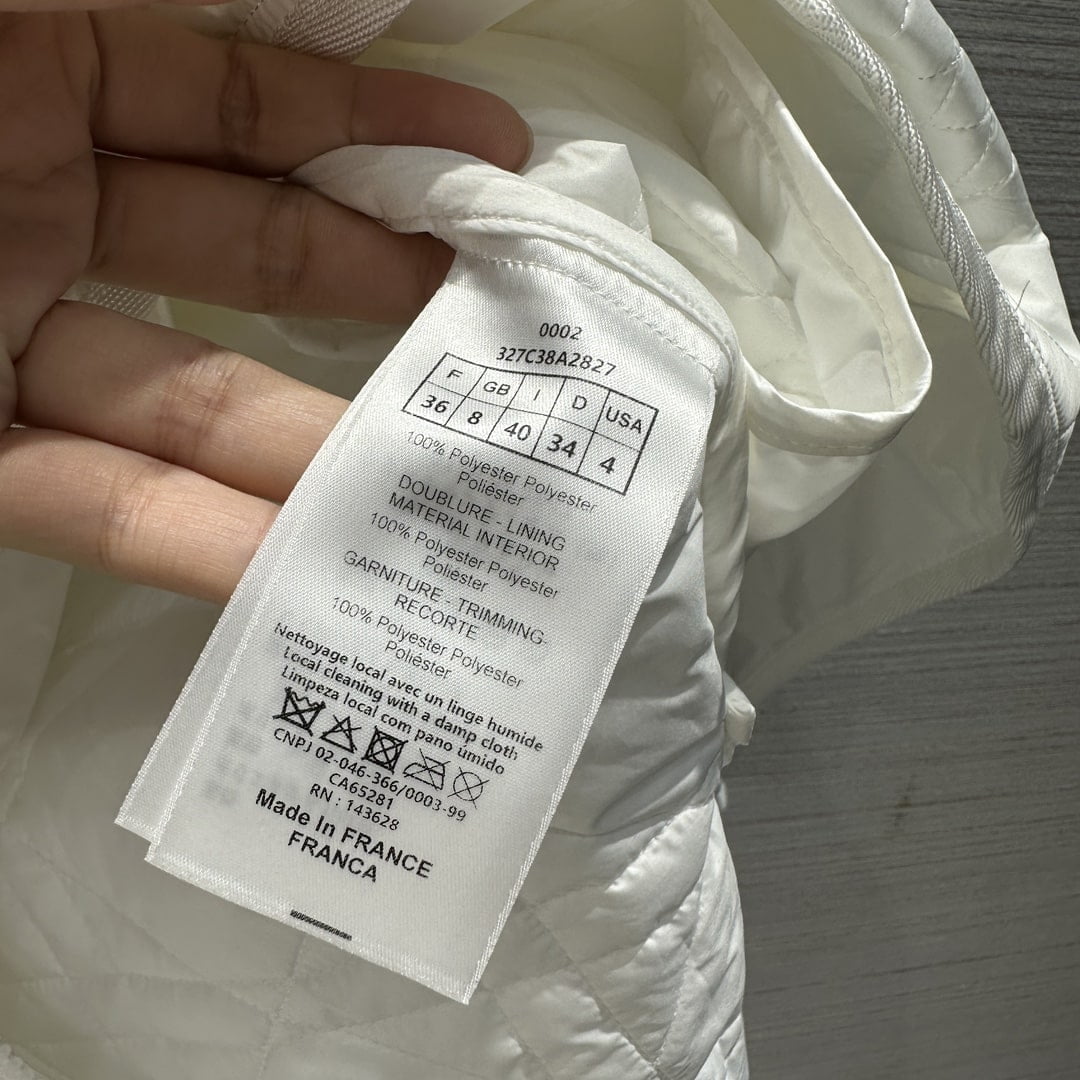 0002
327C38A2827
F GB I D USA
36 8 40 34 4
100% Polyester Polyester
Poliéster
DOUBLURE - LINING
MATERIAL INTERIOR
100% Polyester Polyester
Poliéster
GARNITURE - TRIMMING-
RECORTE
100% Polyester Polyester
Poliéster
Nettoyage local avec un linge humide
Local cleaning with a damp cloth
Limpeza local com pano úmido
CNPJ 02-046-366/0003-99
CA65281
RN : 143628
Made In FRANCE
FRANCA